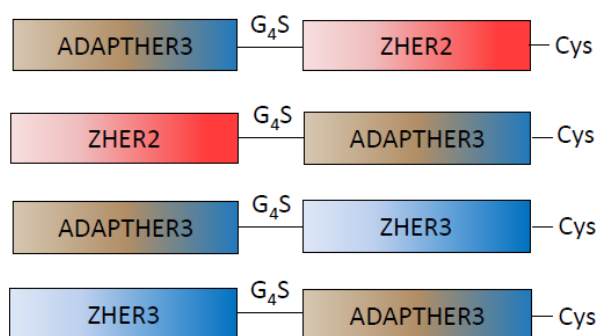 ADAPTHER3 G₄S ZHER2 Cys
ZHER2 G₄S ADAPTHER3 Cys
ADAPTHER3 G₄S ZHER3 Cys
ZHER3 G₄S ADAPTHER3 Cys